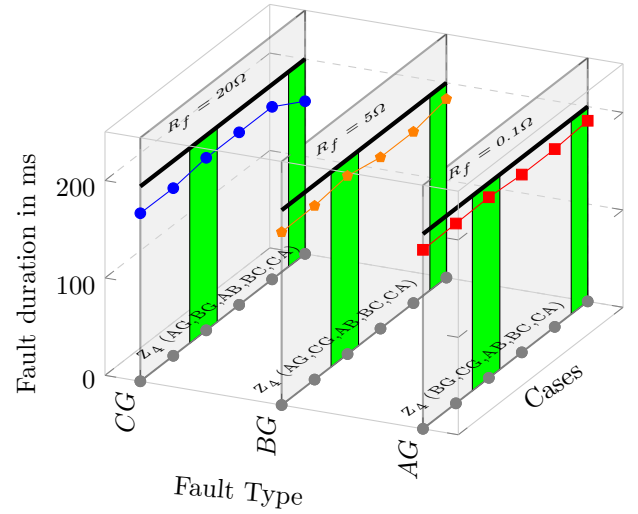 Fault duration in ms
200
100
0
Rf = 20Ω
Rf = 5Ω
Rf = 0.1Ω
Z4 (AG,BG,AB,BC,CA)
Z4 (AG,CG,AB,BC,CA)
Z4 (BG,CG,AB,BC,CA)
CG
BG
AG
Fault Type
Cases